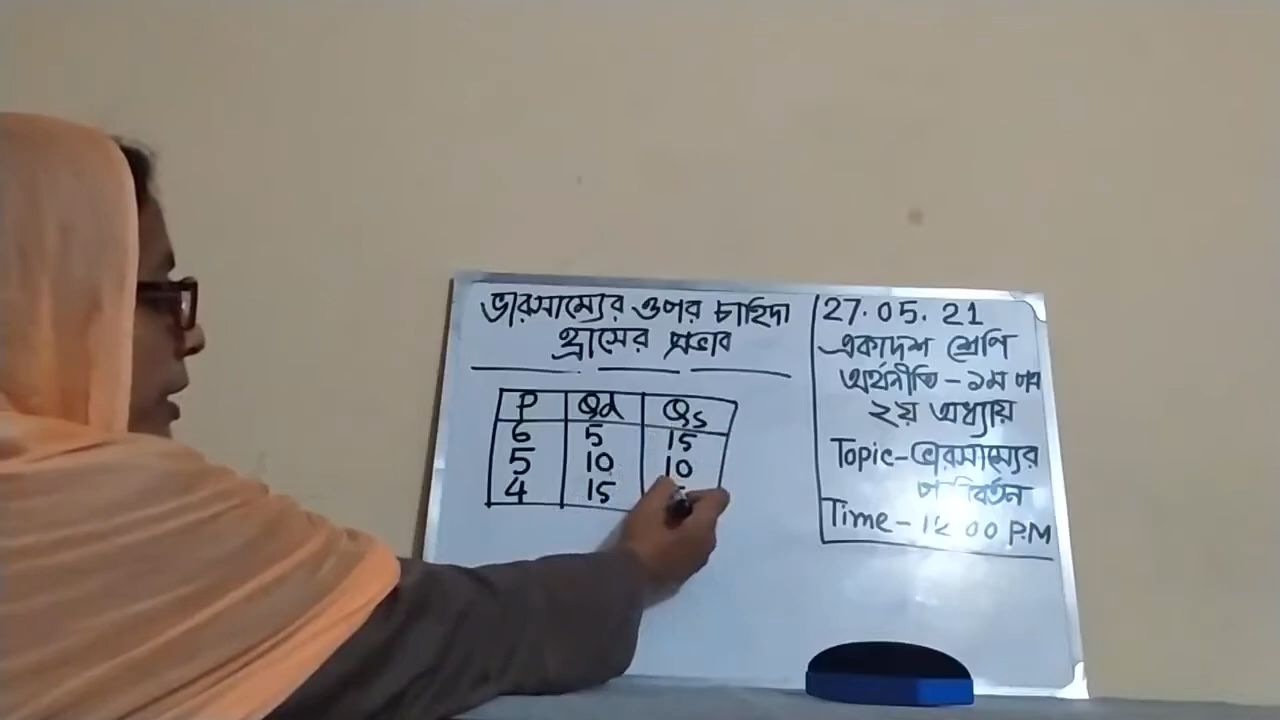 ভারসাম্যের ওপর চাহিদা
হ্রাসের প্রভাব
P Qd Qs
6 5 15
5 10 10
4 15
27.05.21
একাদশ শ্রেণি
অর্থনীতি - ১ম পত্র
২য় অধ্যায়
Topic - ভারসাম্যের
পরিবর্তন
Time - 12 00 P.M